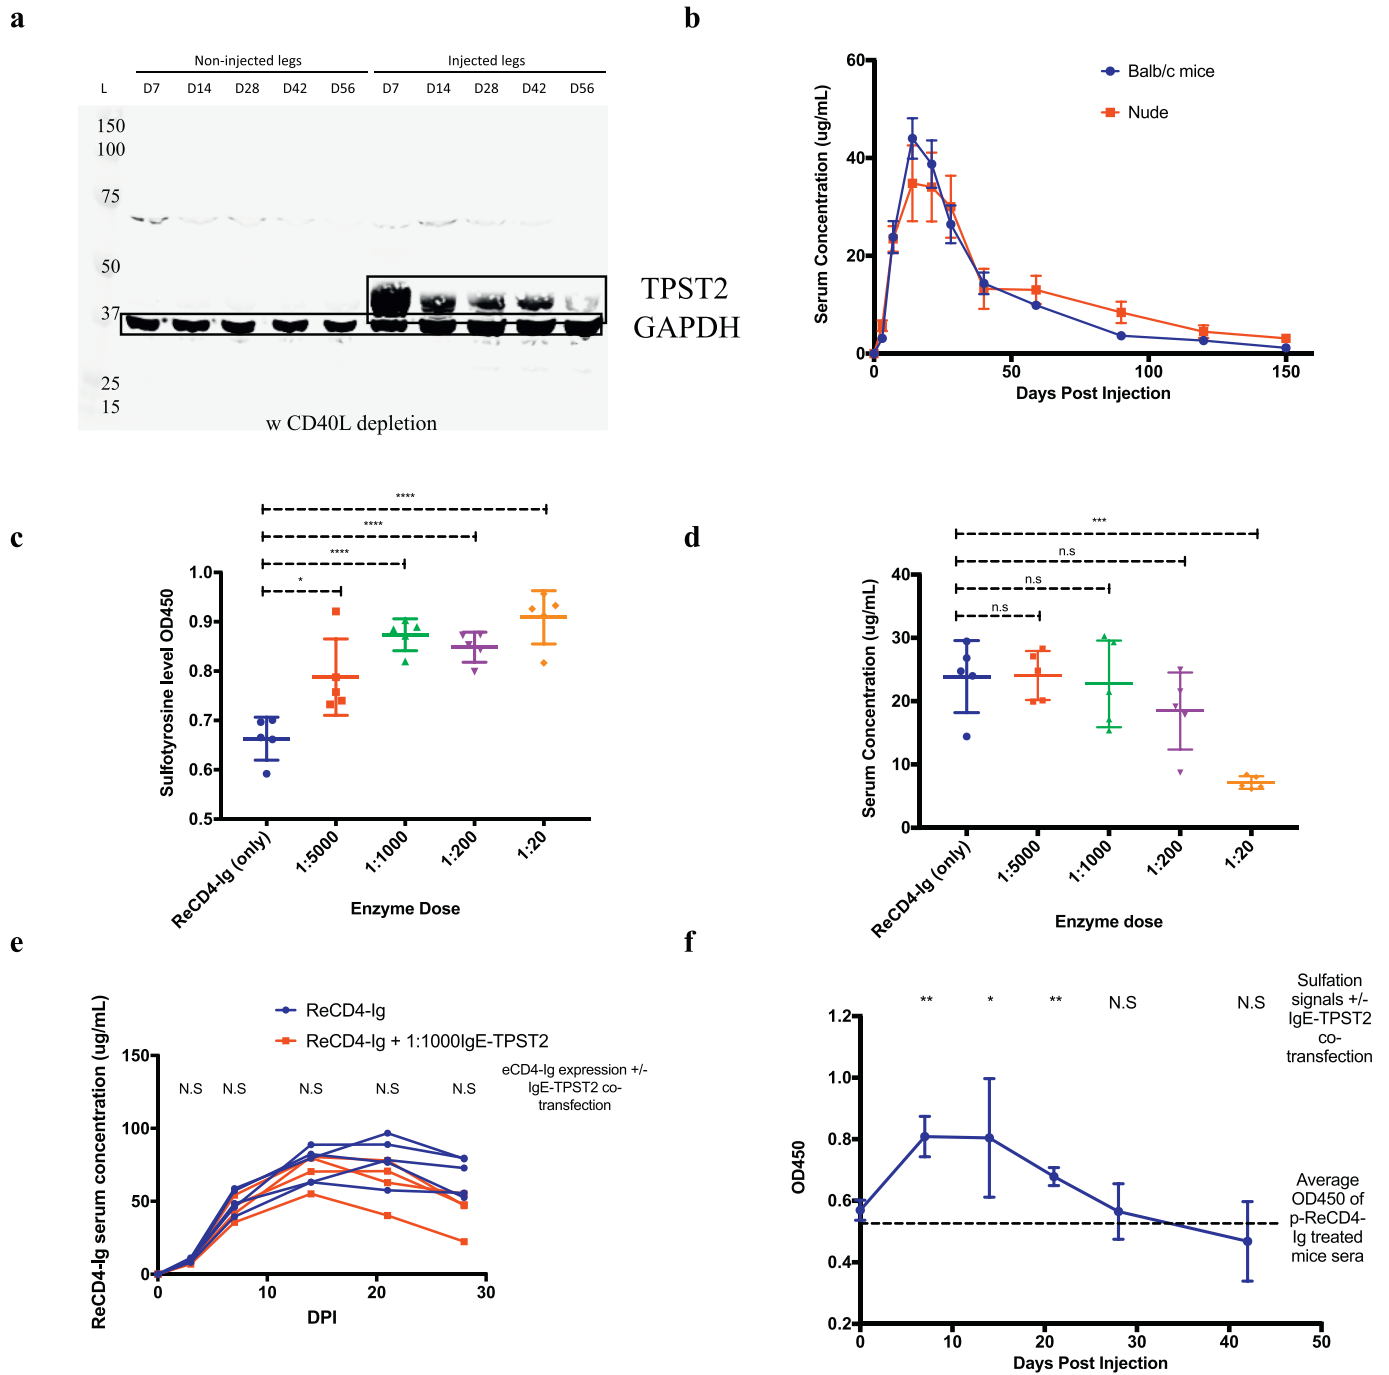 a
Non-injected legs
Injected legs
L D7 D14 D28 D42 D56 D7 D14 D28 D42 D56
150
100
75
50
37
25
15
TPST2
GAPDH
w CD40L depletion
b
Serum Concentration (ug/mL)
60
40
20
0
0 50 100 150
Days Post Injection
Balb/c mice
Nude
c
****
****
****
*
Sulfotyrosine level OD450
1.0
0.9
0.8
0.7
0.6
0.5
ReCD4-Ig (only) 1:5000 1:1000 1:200 1:20
Enzyme Dose
d
***
n.s
n.s
n.s
Serum Concentration (ug/mL)
40
30
20
10
0
ReCD4-Ig (only) 1:5000 1:1000 1:200 1:20
Enzyme dose
e
ReCD4-Ig
ReCD4-Ig + 1:1000IgE-TPST2
ReCD4-Ig serum concentration (ug/mL)
150
100
50
0
N.S N.S N.S N.S N.S
eCD4-Ig expression +/-
IgE-TPST2 co-
transfection
0 10 20 30
DPI
f
** * ** N.S N.S
Sulfation
signals +/-
IgE-TPST2
co-
transfection
OD450
1.2
1.0
0.8
0.6
0.4
0.2
Average
OD450 of
p-ReCD4-
Ig treated
mice sera
0 10 20 30 40 50
Days Post Injection